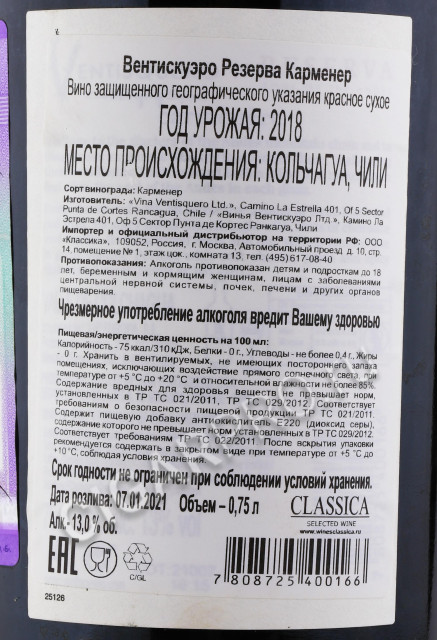 Вентискуэро Резерва Карменер
Вино защищенного географического указания красное сухое
ГОД УРОЖАЯ: 2018
МЕСТО ПРОИСХОЖДЕНИЯ: КОЛЬЧАГУА, ЧИЛИ
Сорт винограда: Карменер
Изготовитель: «Vina Ventisquero Ltd.», Camino La Estrella 401, Of 5 Sector
Punta de Cortes Rancagua, Chile / «Винья Вентискуэро Лтд.», Камино Ла
Эстрела 401, Оф 5 Сектор Пунта де Кортес Ранкагуа, Чили
Импортер и официальный дистрибьютор на территории РФ: ООО
«Классика», 109052, Россия, г. Москва, Автомобильный проезд, д. 10, стр.
14, помещение № 1, этаж цок., комната 13, тел. (495) 617-08-40
Противопоказания: Алкоголь противопоказан детям и подросткам до 18
лет, беременным и кормящим женщинам, лицам с заболеваниями
центральной нервной системы, почек, печени и других органов
пищеварения.
Чрезмерное употребление алкоголя вредит Вашему здоровью
Пищевая/энергетическая ценность на 100 мл:
Калорийность - 75 ккал/310 кДж, Белки - 0 г., Углеводы - не более 0,4 г., Жиры
- 0 г. Хранить в вентилируемых, не имеющих постороннего запаха
помещениях, исключающих воздействие прямого солнечного света, при
температуре от +5 °С до +20 °С и относительной влажности не более 85%.
Содержание вредных для здоровья веществ не превышает норм,
установленных в ТР ТС 021/2011, ТР ТС 029/2012. Соответствует
требованиям о безопасности пищевой продукции ТР ТС 021/2011.
Содержит пищевую добавку антиокислитель Е220 (диоксид серы),
содержание которого не превышает норм установленных в ТР ТС 029/2012.
Соответствует требованиям ТР ТС 022/2011. После вскрытия упаковки
рекомендуется хранить в закрытом виде при температуре от +5 °С до
+10 °С, соблюдая условия хранения.
Срок годности не ограничен при соблюдении условий хранения.
Дата розлива: 07.01.2021 Объем – 0,75 л
Алк.- 13,0 % об.
CLASSICA
SELECTED WINE
www.winesclassica.ru
EAC
C/GL
7 808725 400166
25126